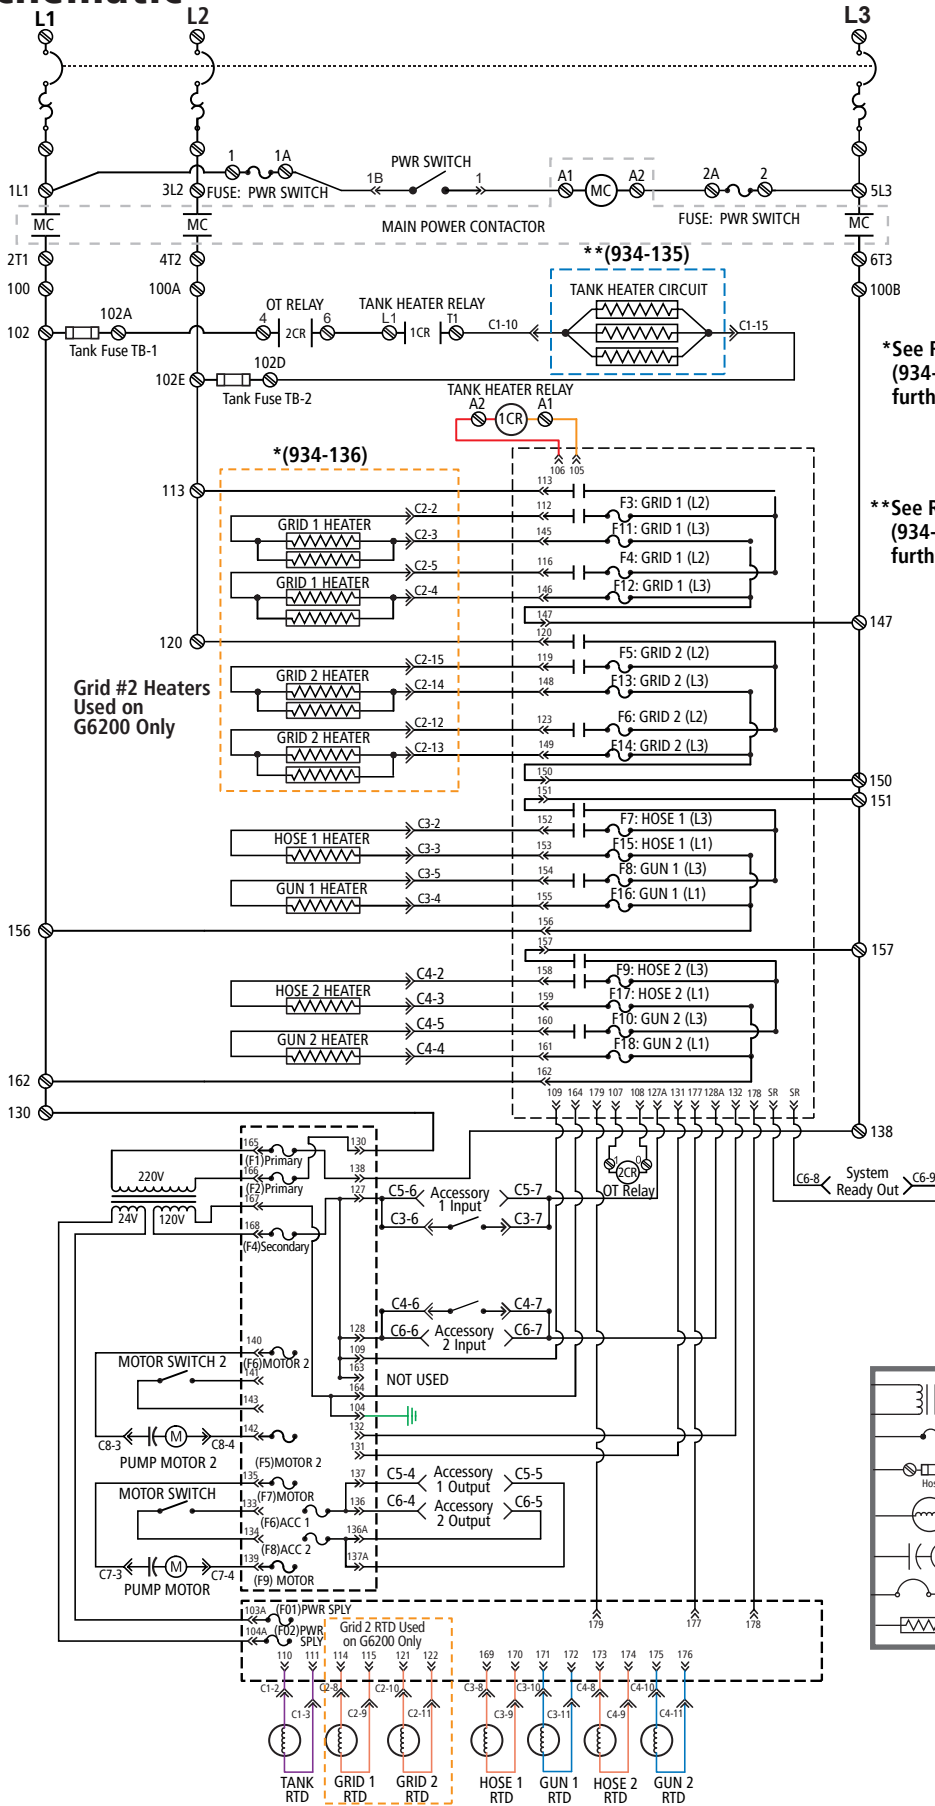 chematic
L1
L2
L3
1
1A
1B
PWR SWITCH
1
A1
MC
A2
2A
2
1L1
3L2
FUSE: PWR SWITCH
5L3
FUSE: PWR SWITCH
MC
MC
MAIN POWER CONTACTOR
MC
2T1
4T2
6T3
**(934-135)
100
100A
TANK HEATER CIRCUIT
100B
102
102A
OT RELAY
TANK HEATER RELAY
4
2CR
6
L1
1CR
T1
C1-10
C1-15
Tank Fuse TB-1
*See R
(934-
furth
102E
102D
Tank Fuse TB-2
TANK HEATER RELAY
A2
1CR
A1
*(934-136)
106
105
113
113
C2-2
112
F3: GRID 1 (L2)
GRID 1 HEATER
C2-3
145
F11: GRID 1 (L3)
**See R
(934-
furth
C2-5
116
F4: GRID 1 (L2)
GRID 1 HEATER
C2-4
146
F12: GRID 1 (L3)
147
147
120
120
C2-15
119
F5: GRID 2 (L2)
GRID 2 HEATER
C2-14
148
F13: GRID 2 (L3)
Grid #2 Heaters
Used on
G6200 Only
C2-12
123
F6: GRID 2 (L2)
GRID 2 HEATER
C2-13
149
F14: GRID 2 (L3)
150
150
151
151
C3-2
152
F7: HOSE 1 (L3)
HOSE 1 HEATER
C3-3
153
F15: HOSE 1 (L1)
C3-5
154
F8: GUN 1 (L3)
GUN 1 HEATER
C3-4
155
F16: GUN 1 (L1)
156
156
157
157
C4-2
158
F9: HOSE 2 (L3)
HOSE 2 HEATER
C4-3
159
F17: HOSE 2 (L1)
C4-5
160
F10: GUN 2 (L3)
GUN 2 HEATER
C4-4
161
F18: GUN 2 (L1)
162
162
130
109 164 179 107 108 127A 131 177 128A 132 178 SR SR
138
165
130
(F1)Primary
220V
166
138
(F2)Primary
1
2CR
0
OT Relay
C6-8
System
Ready Out
C6-9
167
127
C5-6
Accessory
1 Input
C5-7
24V
120V
168
C3-6
C3-7
(F4)Secondary
C4-6
C4-7
128
C6-6
Accessory
2 Input
C6-7
140
109
MOTOR SWITCH 2
(F6)MOTOR 2
163
141
NOT USED
164
143
104
142
132
C8-3
M
C8-4
131
PUMP MOTOR 2
(F5)MOTOR 2
135
137
C5-4
Accessory
1 Output
C5-5
MOTOR SWITCH
(F7)MOTOR
133
136
C6-4
Accessory
2 Output
C6-5
(F6)ACC 1
134
136A
(F8)ACC 2
139
137A
C7-3
M
C7-4
PUMP MOTOR
(F9) MOTOR
Hos
103A
(F01)PWR SPLY
104A
(F02)PWR
SPLY
Grid 2 RTD Used
on G6200 Only
179
177
178
110 111 114 115 121 122 169 170 171 172 173 174 175 176
C1-2 C2-8 C2-10 C3-8 C3-10 C4-8 C4-10
C1-3 C2-9 C2-11 C3-9 C3-11 C4-9 C4-11
TANK
RTD
GRID 1
RTD
GRID 2
RTD
HOSE 1
RTD
GUN 1
RTD
HOSE 2
RTD
GUN 2
RTD